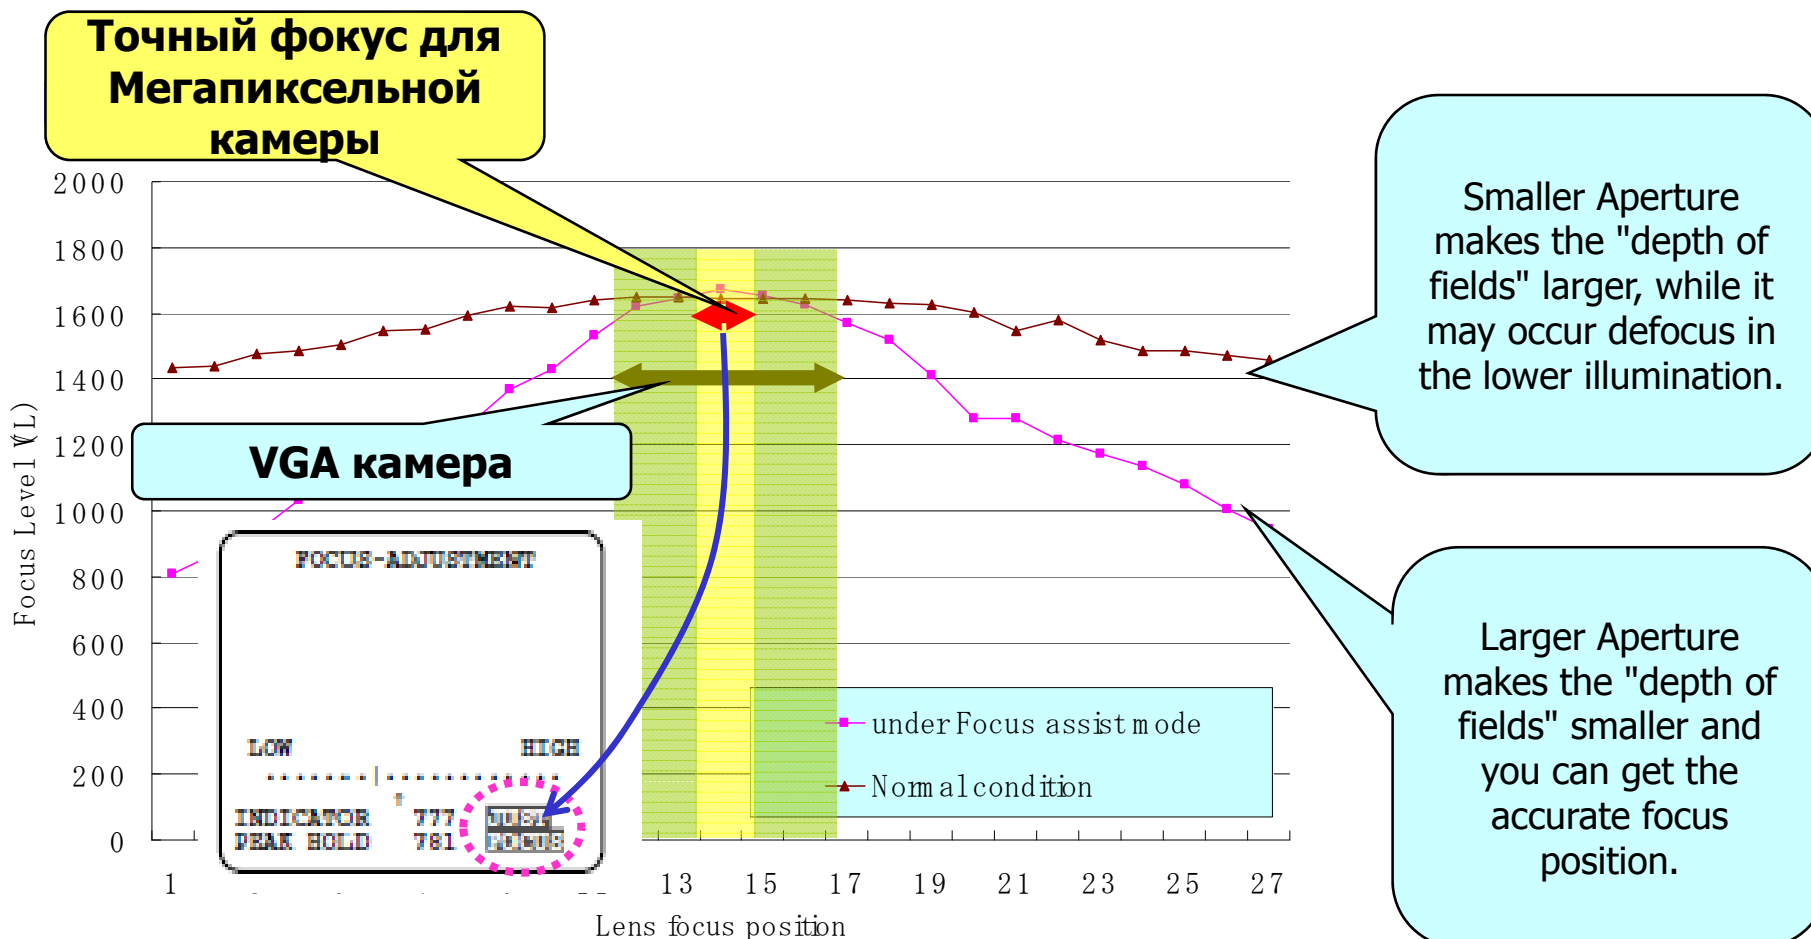 Точный фокус для
Мегапиксельной
камеры
Smaller Aperture
makes the "depth of
fields" larger, while it
may occur defocus in
the lower illumination.
2000
1800
1600
1400
1200
1000
800
600
400
200
0
Focus Level V(L)
VGA камера
FOCUS-ADJUSTMENT
LOW HIGH
INDICATOR 777 JUST
PEAK HOLD 781 FOCUS
under Focus assist mode
Normal condition
Larger Aperture
makes the "depth of
fields" smaller and
you can get the
accurate focus
position.
1 13 15 17 19 21 23 25 27
Lens focus position